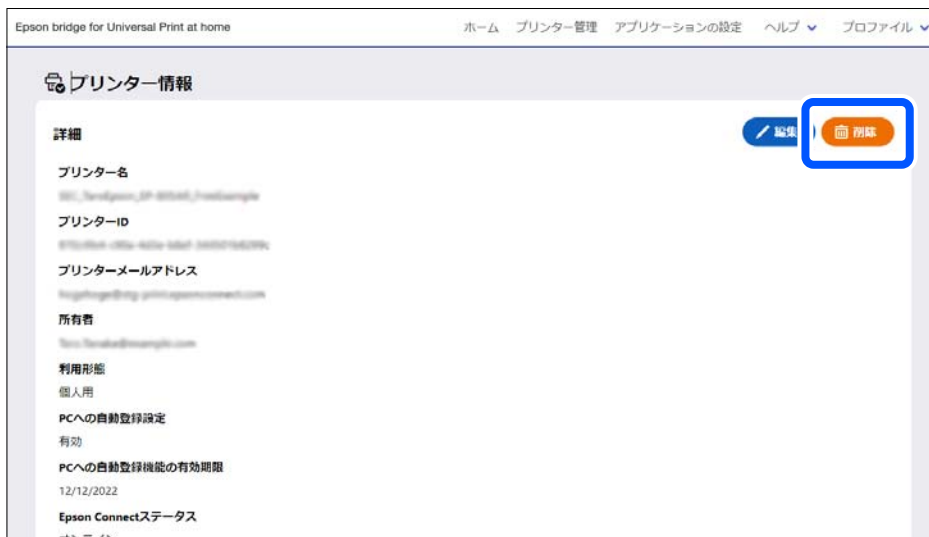 Epson bridge for Universal Print at home ホーム プリンター管理 アプリケーションの設定 ヘルプ プロファイル
プリンター情報
詳細 編集 削除
プリンター名
プリンターID
プリンターメールアドレス
所有者
利用形態
個人用
PCへの自動登録設定
有効
PCへの自動登録機能の有効期限
12/12/2022
Epson Connectステータス